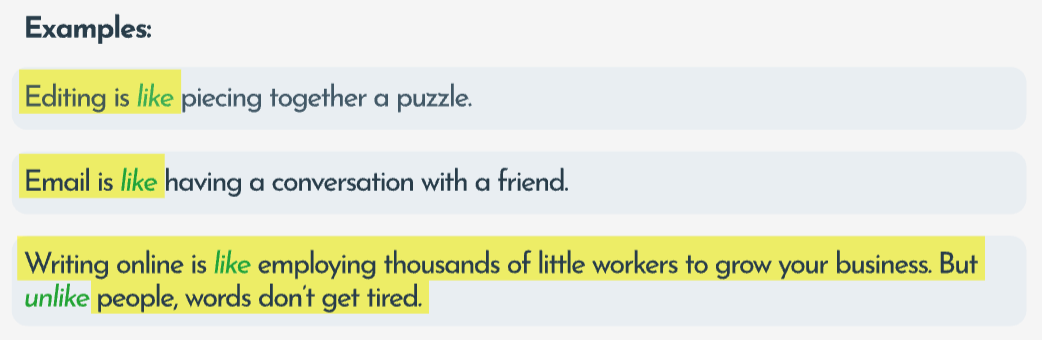 Examples:
Editing is like piecing together a puzzle.
Email is like having a conversation with a friend.
Writing online is like employing thousands of little workers to grow your business. But
unlike people, words don't get tired.